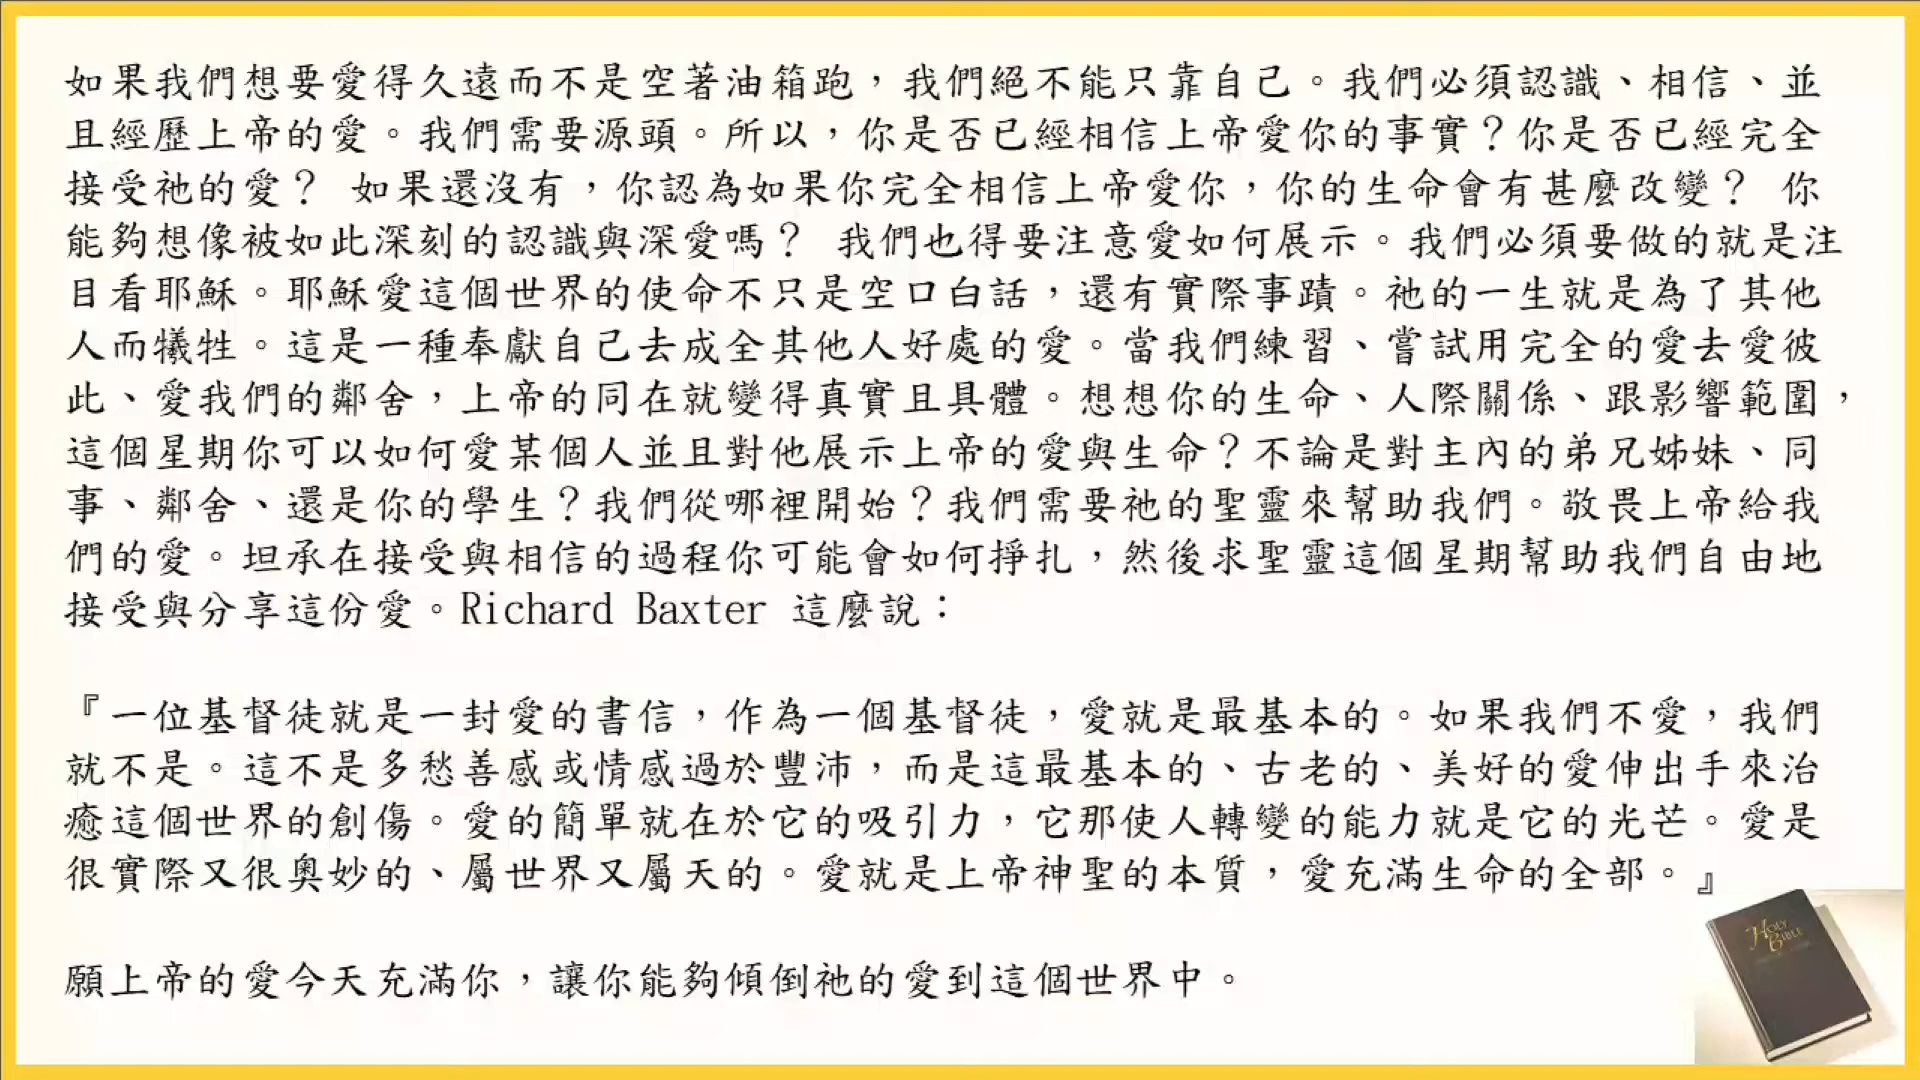 如果我們想要愛得久遠而不是空著油箱跑，我們絕不能只靠自己。我們必須認識、相信、並
且經歷上帝的愛。我們需要源頭。所以，你是否已經相信上帝愛你的事實？你是否已經完全
接受祂的愛？ 如果還沒有，你認為如果你完全相信上帝愛你，你的生命會有甚麼改變？ 你
能夠想像被如此深刻的認識與深愛嗎？ 我們也得要注意愛如何展示。我們必須要做的就是注
目看耶穌。耶穌愛這個世界的使命不只是空口白話，還有實際事蹟。祂的一生就是為了其他
人而犧牲。這是一種奉獻自己去成全其他人好處的愛。當我們練習、嘗試用完全的愛去愛彼
此、愛我們的鄰舍，上帝的同在就變得真實且具體。想想你的生命、人際關係、跟影響範圍，
這個星期你可以如何愛某個人並且對他展示上帝的愛與生命？不論是對主內的弟兄姊妹、同
事、鄰舍、還是你的學生？我們從哪裡開始？我們需要祂的聖靈來幫助我們。敬畏上帝給我
們的愛。坦承在接受與相信的過程你可能會如何掙扎，然後求聖靈這個星期幫助我們自由地
接受與分享這份愛。Richard Baxter 這麼說：
『一位基督徒就是一封愛的書信，作為一個基督徒，愛就是最基本的。如果我們不愛，我們
就不是。這不是多愁善感或情感過於豐沛，而是這最基本的、古老的、美好的愛伸出手來治
癒這個世界的創傷。愛的簡單就在於它的吸引力，它那使人轉變的能力就是它的光芒。愛是
很實際又很奧妙的、屬世界又屬天的。愛就是上帝神聖的本質，愛充滿生命的全部。』
HOLY
BIBLE
願上帝的愛今天充滿你，讓你能夠傾倒祂的愛到這個世界中。